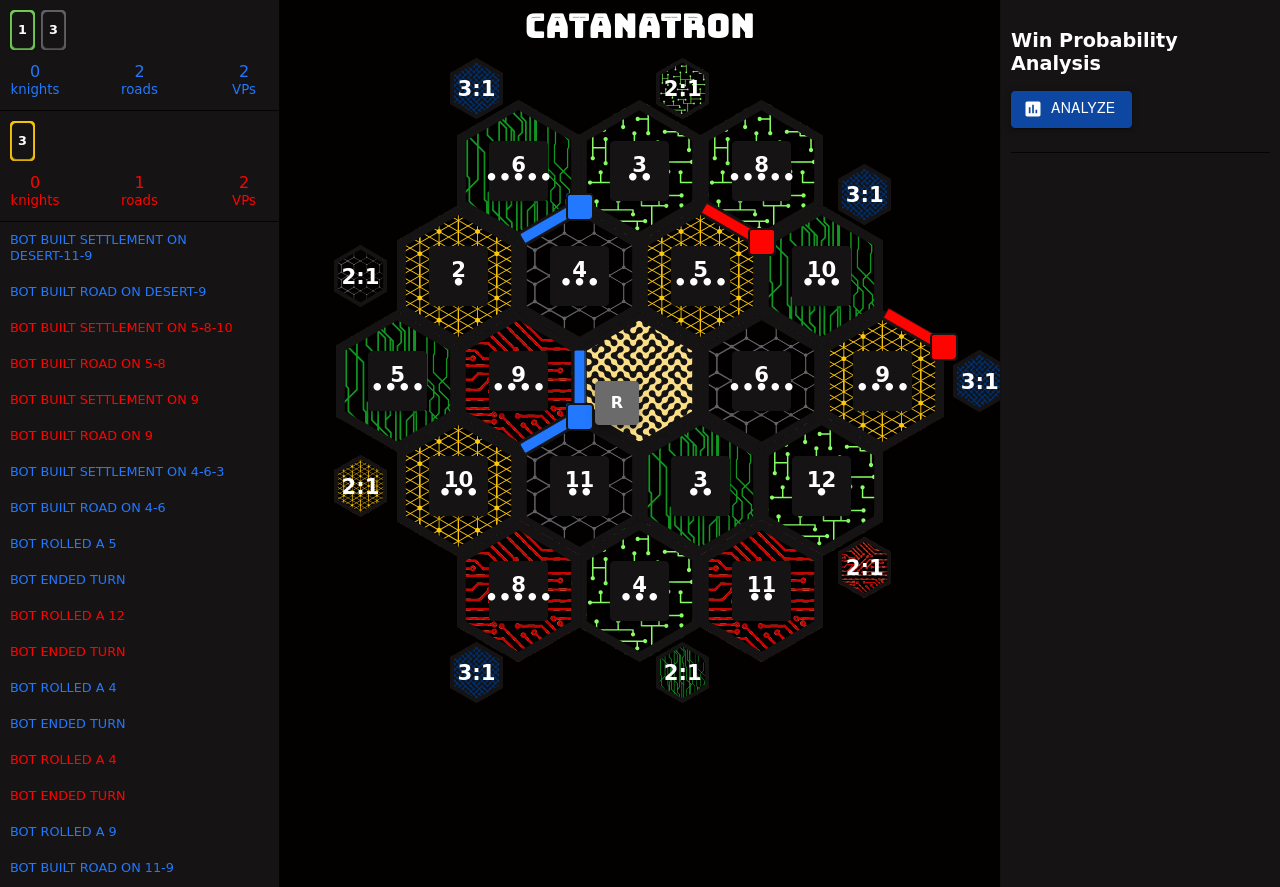 CATANATRON
1 3
0 2 2
knights roads VPs
3
0 1 2
knights roads VPs
BOT BUILT SETTLEMENT ON
DESERT-11-9
BOT BUILT ROAD ON DESERT-9
BOT BUILT SETTLEMENT ON 5-8-10
BOT BUILT ROAD ON 5-8
BOT BUILT SETTLEMENT ON 9
BOT BUILT ROAD ON 9
BOT BUILT SETTLEMENT ON 4-6-3
BOT BUILT ROAD ON 4-6
BOT ROLLED A 5
BOT ENDED TURN
BOT ROLLED A 12
BOT ENDED TURN
BOT ROLLED A 4
BOT ENDED TURN
BOT ROLLED A 4
BOT ENDED TURN
BOT ROLLED A 9
BOT BUILT ROAD ON 11-9
3:1 2:1
6 3 8
3:1
2:1 2 4 5 10
5 9 6 9 3:1
R
2:1 10 11 3 12
8 4 11 2:1
3:1 2:1
Win Probability
Analysis
ANALYZE